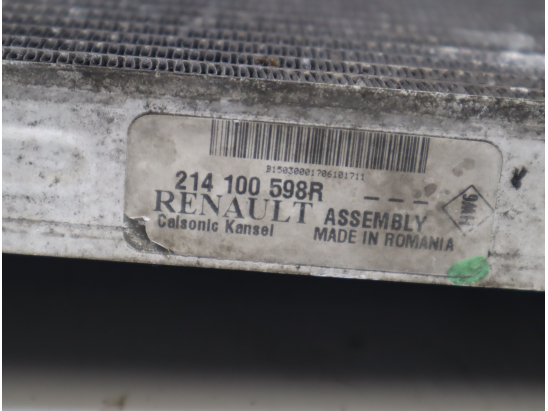 B15030001706101711
214 100 598R - - -
RENAULT ASSEMBLY
Calsonic Kansei MADE IN ROMANIA